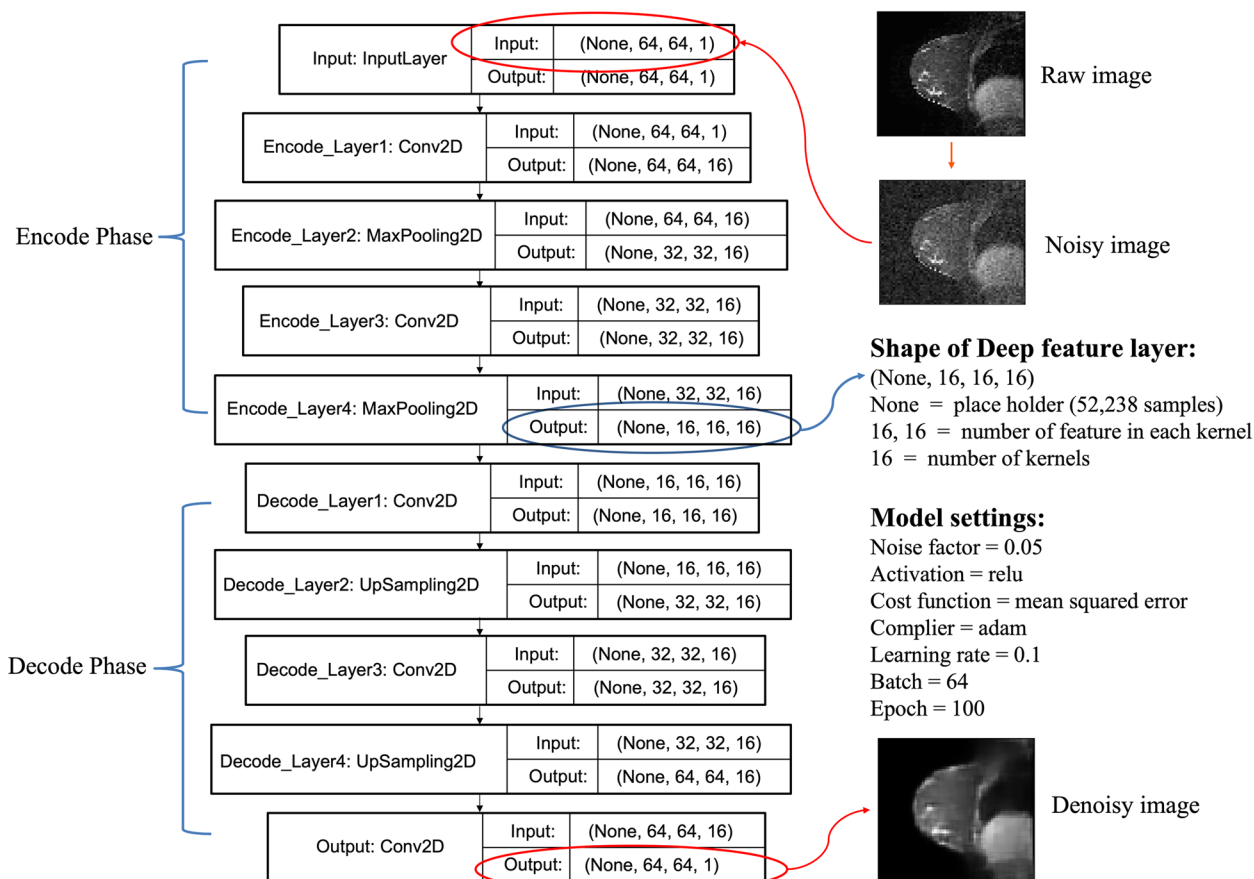 Input: InputLayer
Input:
(None, 64, 64, 1)
Output:
(None, 64, 64, 1)
Encode_Layer1: Conv2D
Input:
(None, 64, 64, 1)
Output:
(None, 64, 64, 16)
Encode_Layer2: MaxPooling2D
Input:
(None, 64, 64, 16)
Output:
(None, 32, 32, 16)
Encode_Layer3: Conv2D
Input:
(None, 32, 32, 16)
Output:
(None, 32, 32, 16)
Encode_Layer4: MaxPooling2D
Input:
(None, 32, 32, 16)
Output:
(None, 16, 16, 16)
Encode Phase
Decode_Layer1: Conv2D
Input:
(None, 16, 16, 16)
Output:
(None, 16, 16, 16)
Decode_Layer2: UpSampling2D
Input:
(None, 16, 16, 16)
Output:
(None, 32, 32, 16)
Decode_Layer3: Conv2D
Input:
(None, 32, 32, 16)
Output:
(None, 32, 32, 16)
Decode_Layer4: UpSampling2D
Input:
(None, 32, 32, 16)
Output:
(None, 64, 64, 16)
Output: Conv2D
Input:
(None, 64, 64, 16)
Output:
(None, 64, 64, 1)
Decode Phase
Raw image
Noisy image
Shape of Deep feature layer:
(None, 16, 16, 16)
None = place holder (52,238 samples)
16, 16 = number of feature in each kernel
16 = number of kernels
Model settings:
Noise factor = 0.05
Activation = relu
Cost function = mean squared error
Complier = adam
Learning rate = 0.1
Batch = 64
Epoch = 100
Denoisy image